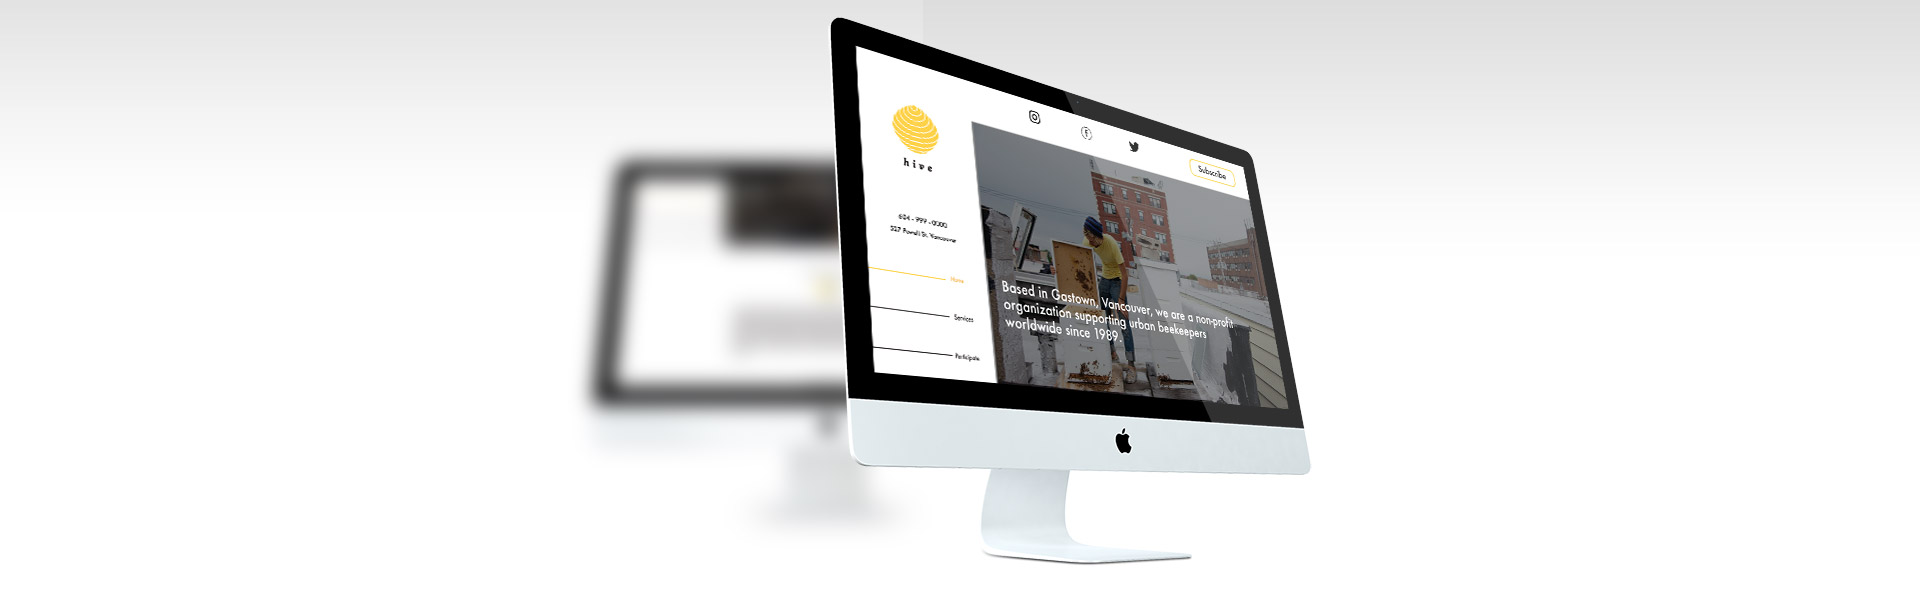 hive
604 - 999 - 0000
337 Powell St. Vancouver
Home
Services
Participate
Subscribe
Based in Gastown, Vancouver, we are a non-profit
organization supporting urban beekeepers
worldwide since 1989.